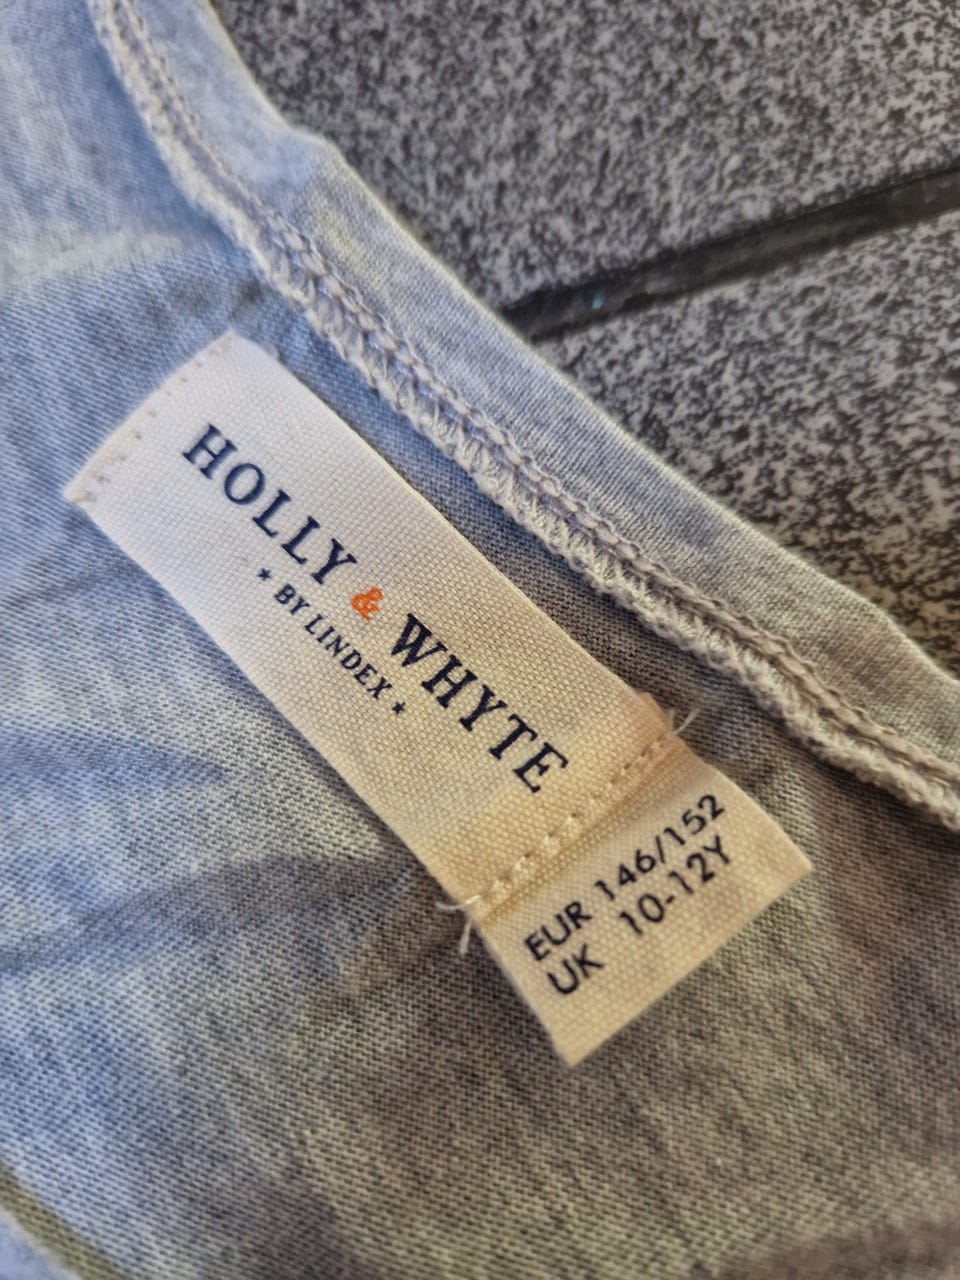 HOLLY & WHYTE
★ BY LINDEX ★
EUR 146/152
UK 10-12Y